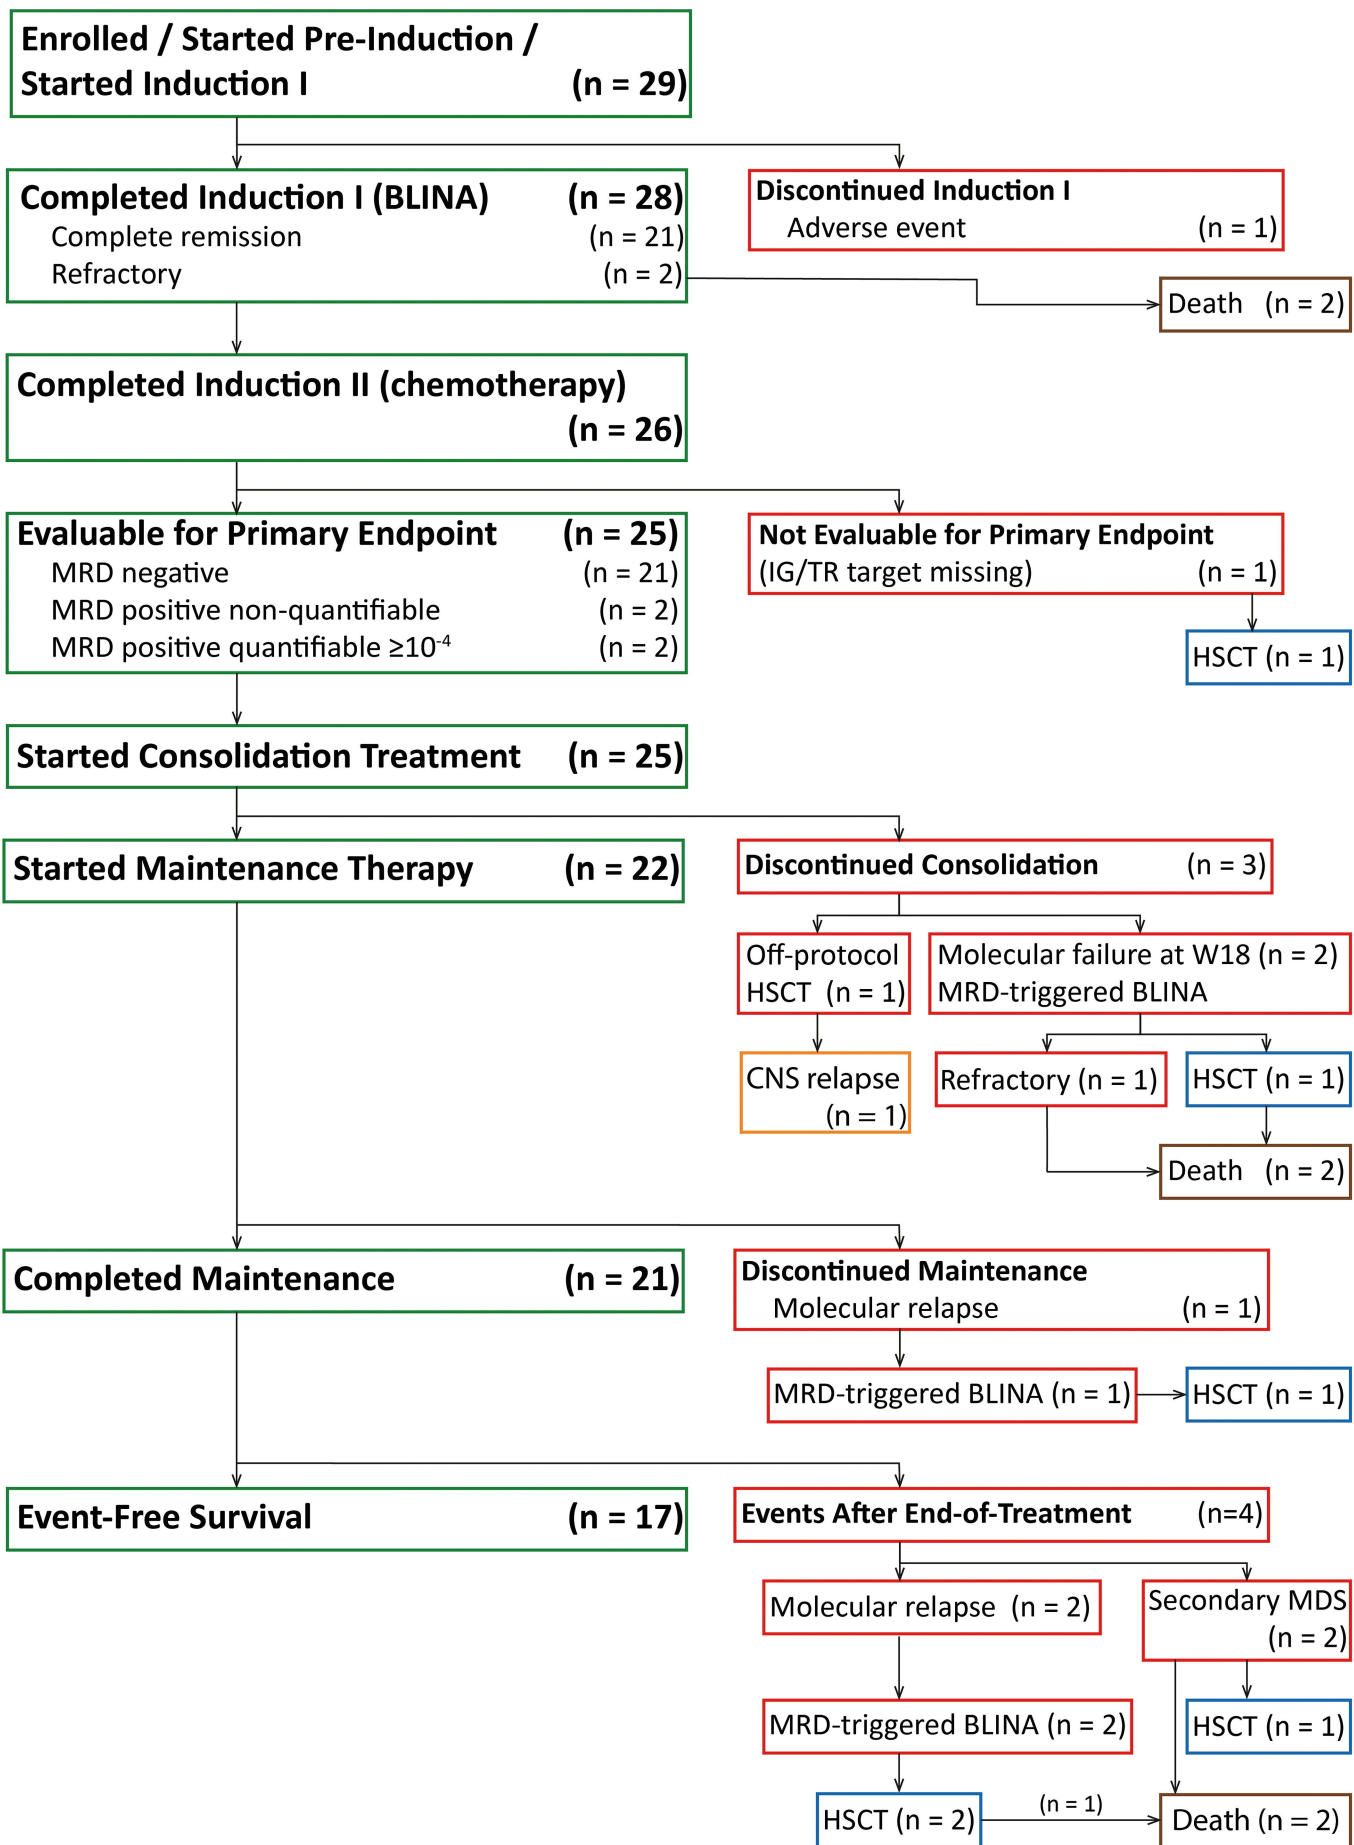 Enrolled / Started Pre-Induction /
Started Induction I (n = 29)
Completed Induction I (BLINA) (n = 28)
Complete remission (n = 21)
Refractory (n = 2)
Discontinued Induction I
Adverse event (n = 1)
Death (n = 2)
Completed Induction II (chemotherapy)
(n = 26)
Evaluable for Primary Endpoint (n = 25)
MRD negative (n = 21)
MRD positive non-quantifiable (n = 2)
MRD positive quantifiable ≥10⁻⁴ (n = 2)
Not Evaluable for Primary Endpoint
(IG/TR target missing) (n = 1)
HSCT (n = 1)
Started Consolidation Treatment (n = 25)
Started Maintenance Therapy (n = 22)
Discontinued Consolidation (n = 3)
Off-protocol
HSCT (n = 1)
Molecular failure at W18 (n = 2)
MRD-triggered BLINA
CNS relapse
(n = 1)
Refractory (n = 1)
HSCT (n = 1)
Death (n = 2)
Completed Maintenance (n = 21)
Discontinued Maintenance
Molecular relapse (n = 1)
MRD-triggered BLINA (n = 1)
HSCT (n = 1)
Event-Free Survival (n = 17)
Events After End-of-Treatment (n=4)
Molecular relapse (n = 2)
Secondary MDS
(n = 2)
MRD-triggered BLINA (n = 2)
HSCT (n = 1)
HSCT (n = 2)
(n = 1)
Death (n = 2)